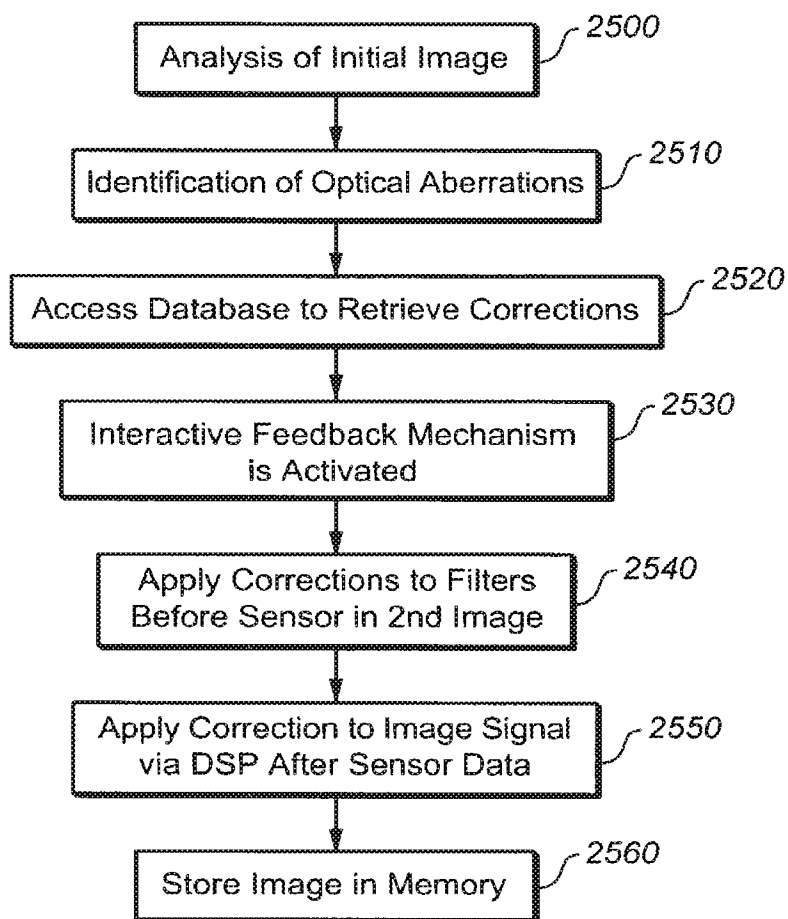 2500
Analysis of Initial Image
2510
Identification of Optical Aberrations
2520
Access Database to Retrieve Corrections
2530
Interactive Feedback Mechanism
is Activated
2540
Apply Corrections to Filters
Before Sensor in 2nd Image
2550
Apply Correction to Image Signal
via DSP After Sensor Data
2560
Store Image in Memory